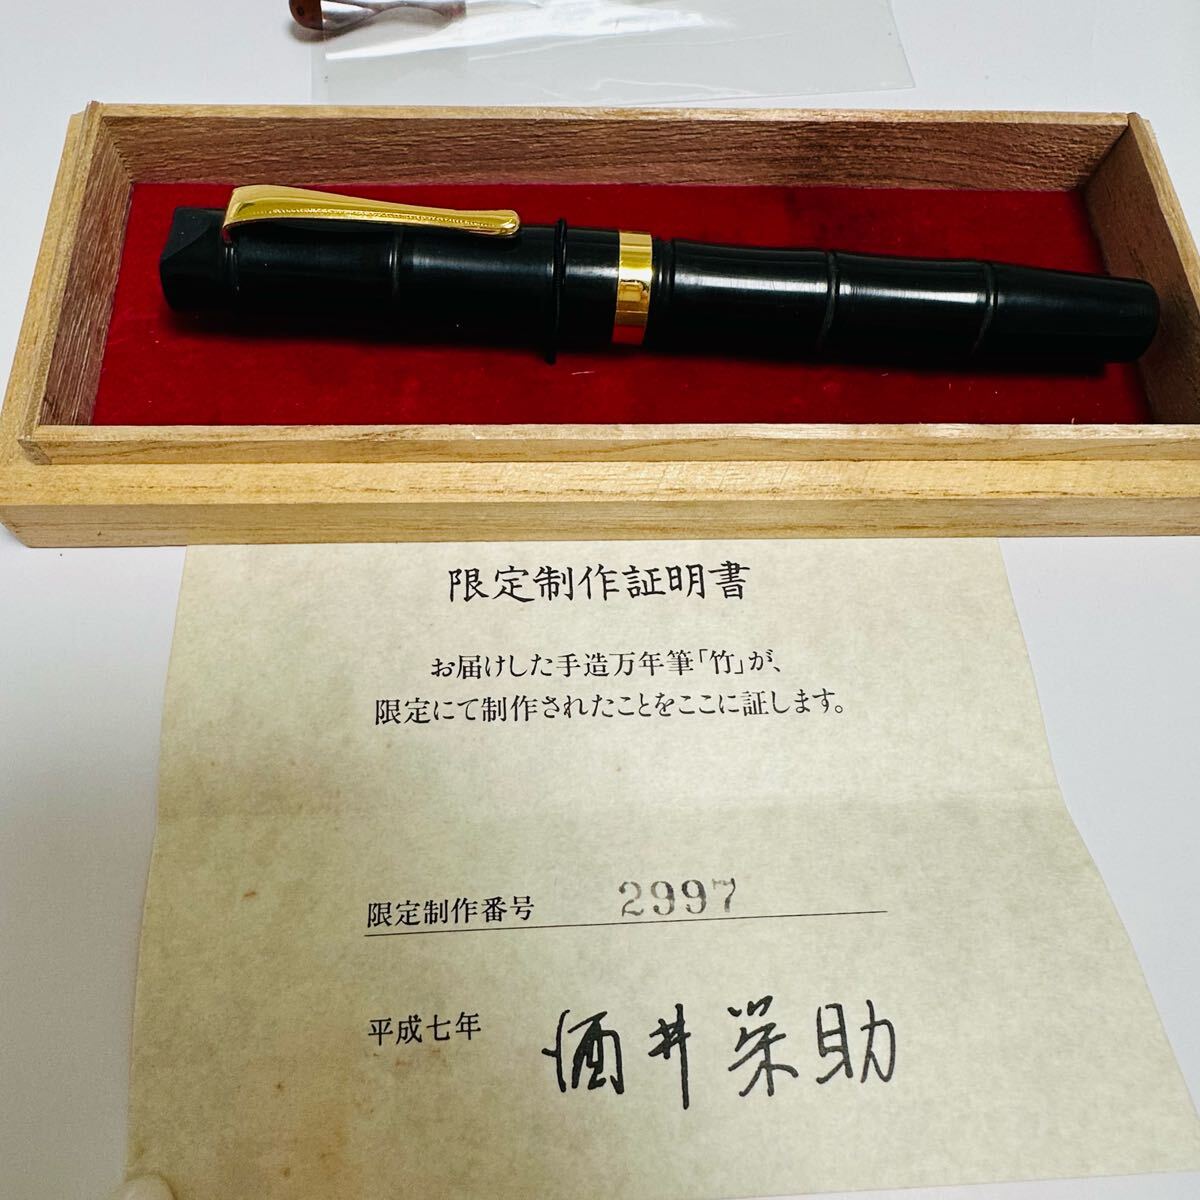 限定制作証明書
お届けした手造万年筆「竹」が、
限定にて制作されたことをここに証します。
限定制作番号 2997
平成七年 酒井栄助